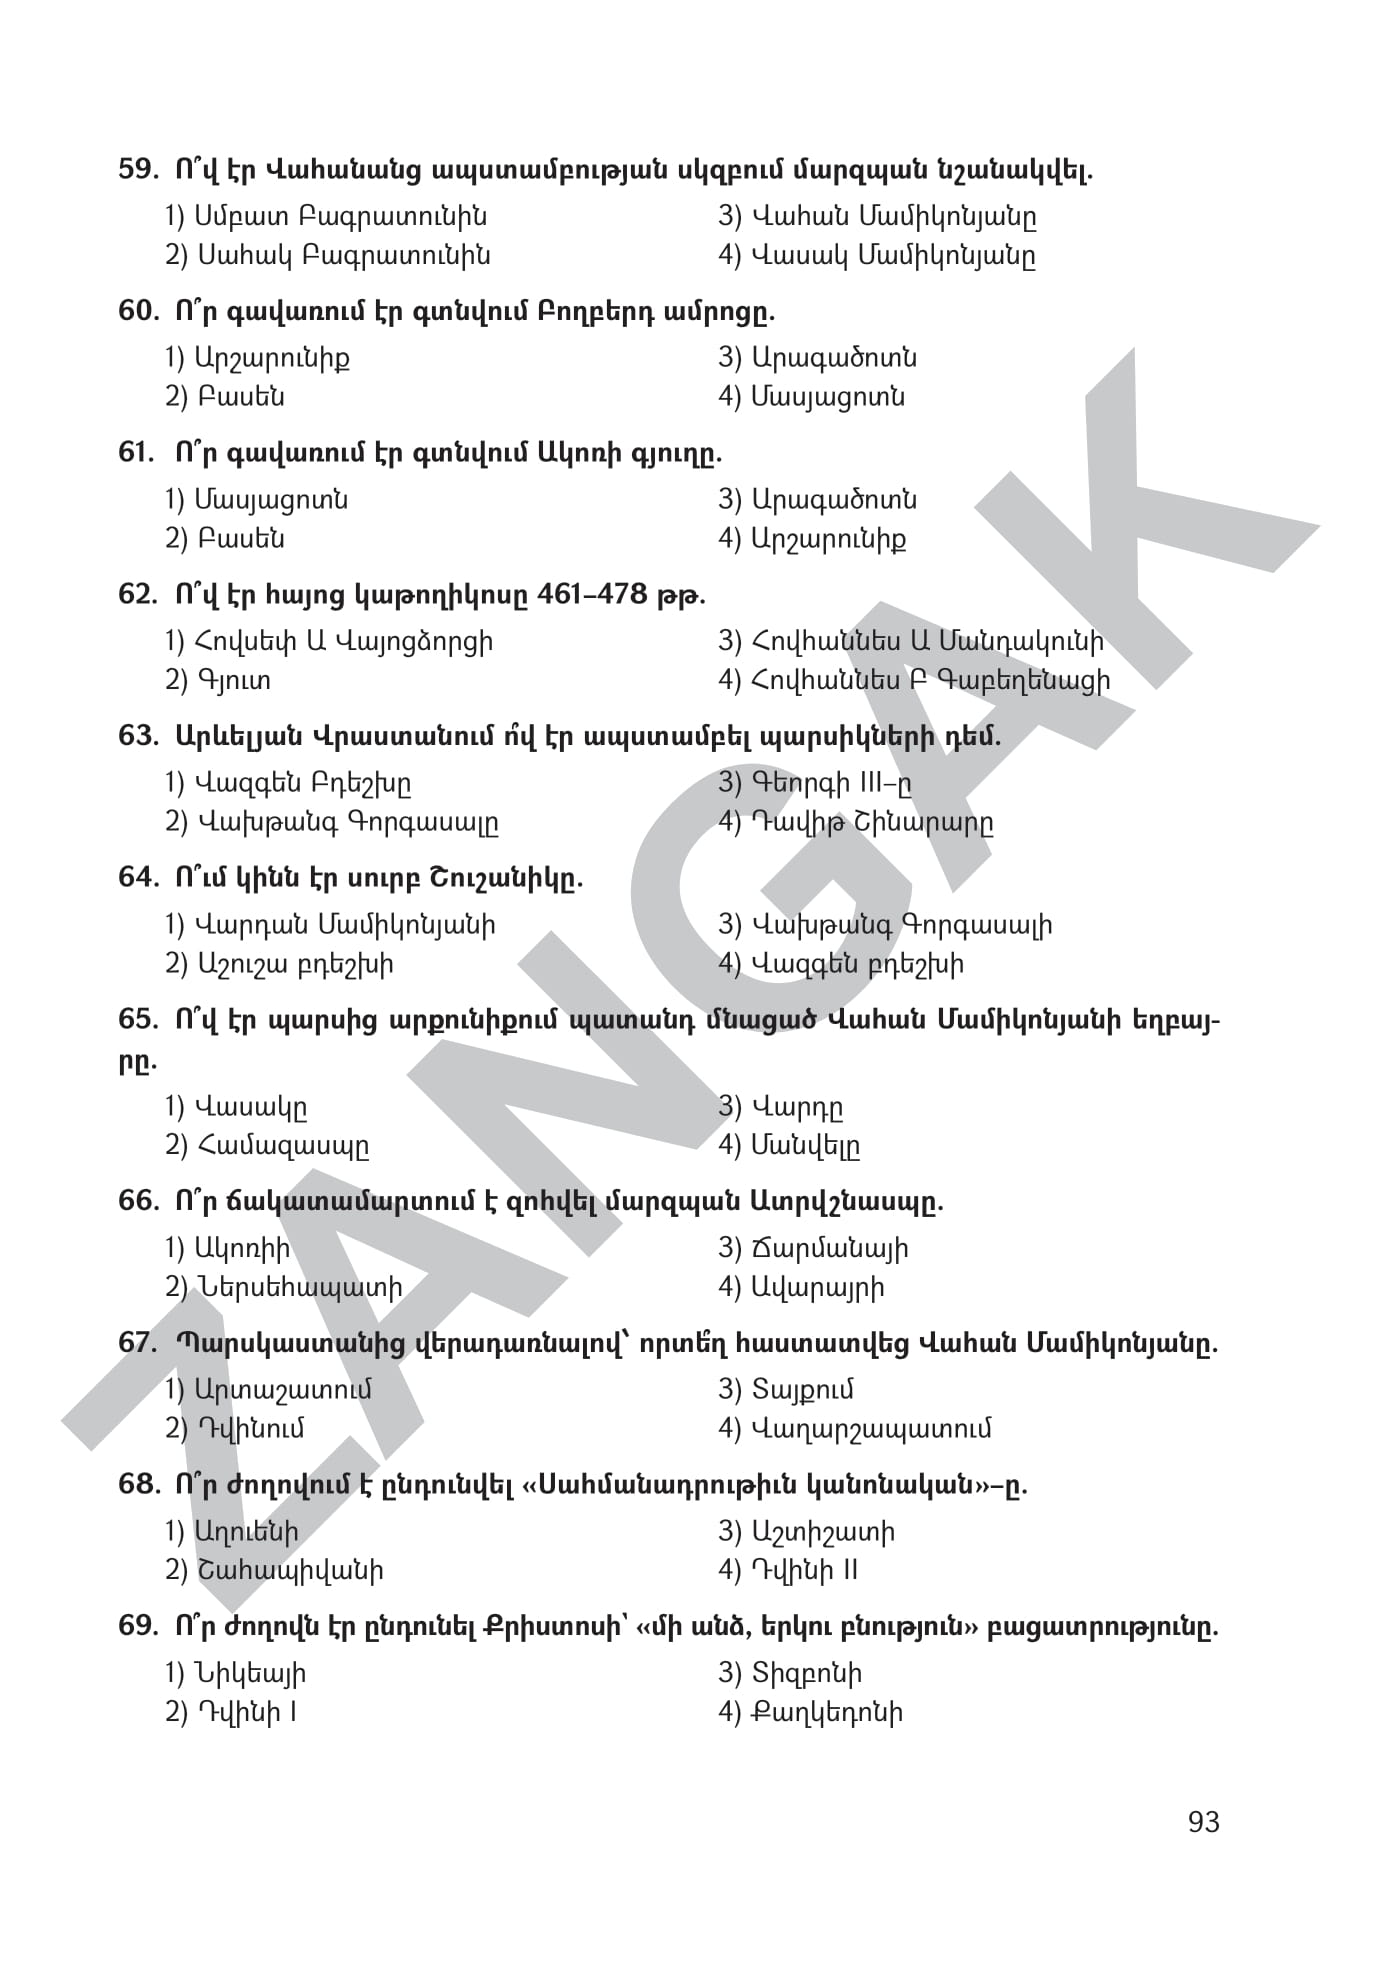 59. Ո՞վ էր Վահանանց ապստամբության սկզբում մարզպան նշանակվել.
1) Սմբատ Բագրատունին 3) Վահան Մամիկոնյանը
2) Սահակ Բագրատունին 4) Վասակ Մամիկոնյանը
60. Ո՞ր գավառում էր գտնվում Բողբերդ ամրոցը.
1) Արշարունիք 3) Արագածոտն
2) Բասեն 4) Մասյացոտն
61. Ո՞ր գավառում էր գտնվում Ակոռի գյուղը.
1) Մասյացոտն 3) Արագածոտն
2) Բասեն 4) Արշարունիք
62. Ո՞վ էր հայոց կաթողիկոսը 461–478 թթ.
1) Հովսեփ Ա Վայոցձորցի 3) Հովհաննես Ա Մանդակունի
2) Գյուտ 4) Հովհաննես Բ Գաբեղենացի
63. Արևելյան Վրաստանում ո՞վ էր ապստամբել պարսիկների դեմ.
1) Վազգեն Բդեշխը 3) Գեորգի III–ը
2) Վախթանգ Գորգասալը 4) Դավիթ Շինարարը
64. Ո՞ւմ կինն էր սուրբ Շուշանիկը.
1) Վարդան Մամիկոնյանի 3) Վախթանգ Գորգասալի
2) Աշուշա բդեշխի 4) Վազգեն բդեշխի
65. Ո՞վ էր պարսից արքունիքում պատանդ մնացած Վահան Մամիկոնյանի եղբայ-
րը.
1) Վասակը 3) Վարդը
2) Համազասպը 4) Մանվելը
66. Ո՞ր ճակատամարտում է զոհվել մարզպան Ատրվշնասպը.
1) Ակոռիի 3) Ճարմանայի
2) Ներսեհապատի 4) Ավարայրի
67. Պարսկաստանից վերադառնալով՝ որտե՞ղ հաստատվեց Վահան Մամիկոնյանը.
1) Արտաշատում 3) Տայքում
2) Դվինում 4) Վաղարշապատում
68. Ո՞ր ժողովում է ընդունվել «Սահմանադրութիւն կանոնական»–ը.
1) Աղուենի 3) Աշտիշատի
2) Շահապիվանի 4) Դվինի II
69. Ո՞ր ժողովն էր ընդունել Քրիստոսի՝ «մի անձ, երկու բնություն» բացատրությունը.
1) Նիկեայի 3) Տիզբոնի
2) Դվինի I 4) Քաղկեդոնի
93
ZANGAK